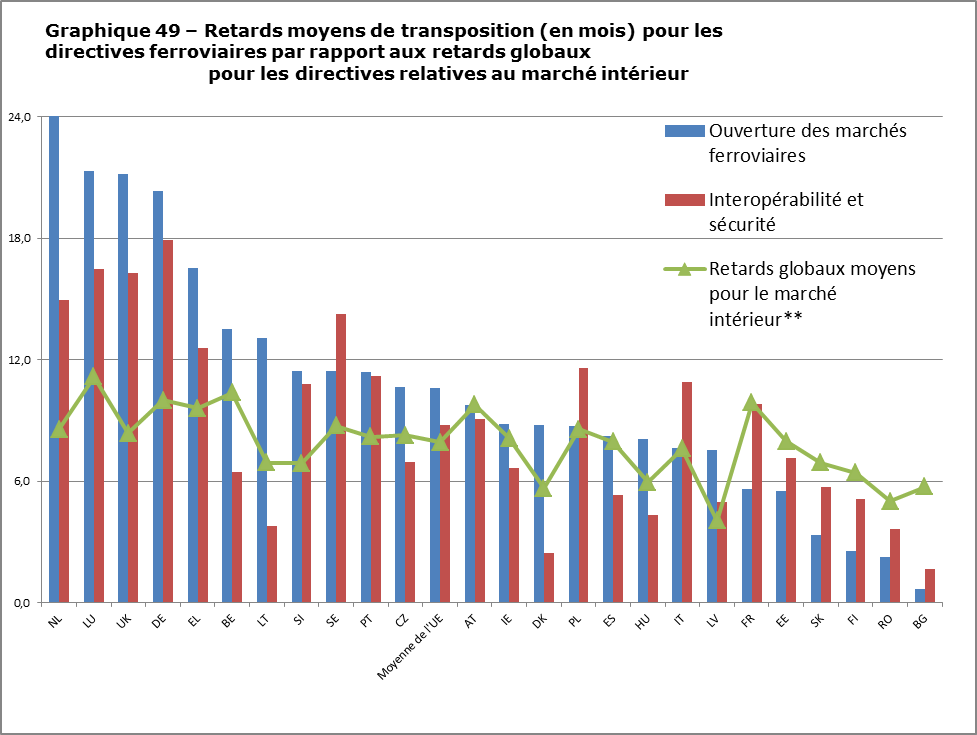 Graphique 49 – Retards moyens de transposition (en mois) pour les
directives ferroviaires par rapport aux retards globaux
pour les directives relatives au marché intérieur
24,0
18,0
12,0
6,0
0,0
Ouverture des marchés
ferroviaires
Interopérabilité et
sécurité
Retards globaux moyens
pour le marché
intérieur**
NL
LU
UK
DE
EL
BE
LT
SI
SE
PT
CZ
Moyenne de l'UE
AT
IE
DK
PL
ES
HU
IT
LV
FR
EE
SK
FI
RO
BG